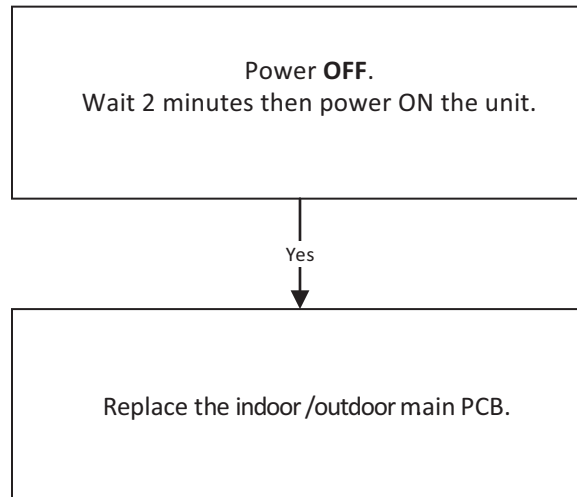 Power OFF.
Wait 2 minutes then power ON the unit.
Yes
Replace the indoor/outdoor main PCB.